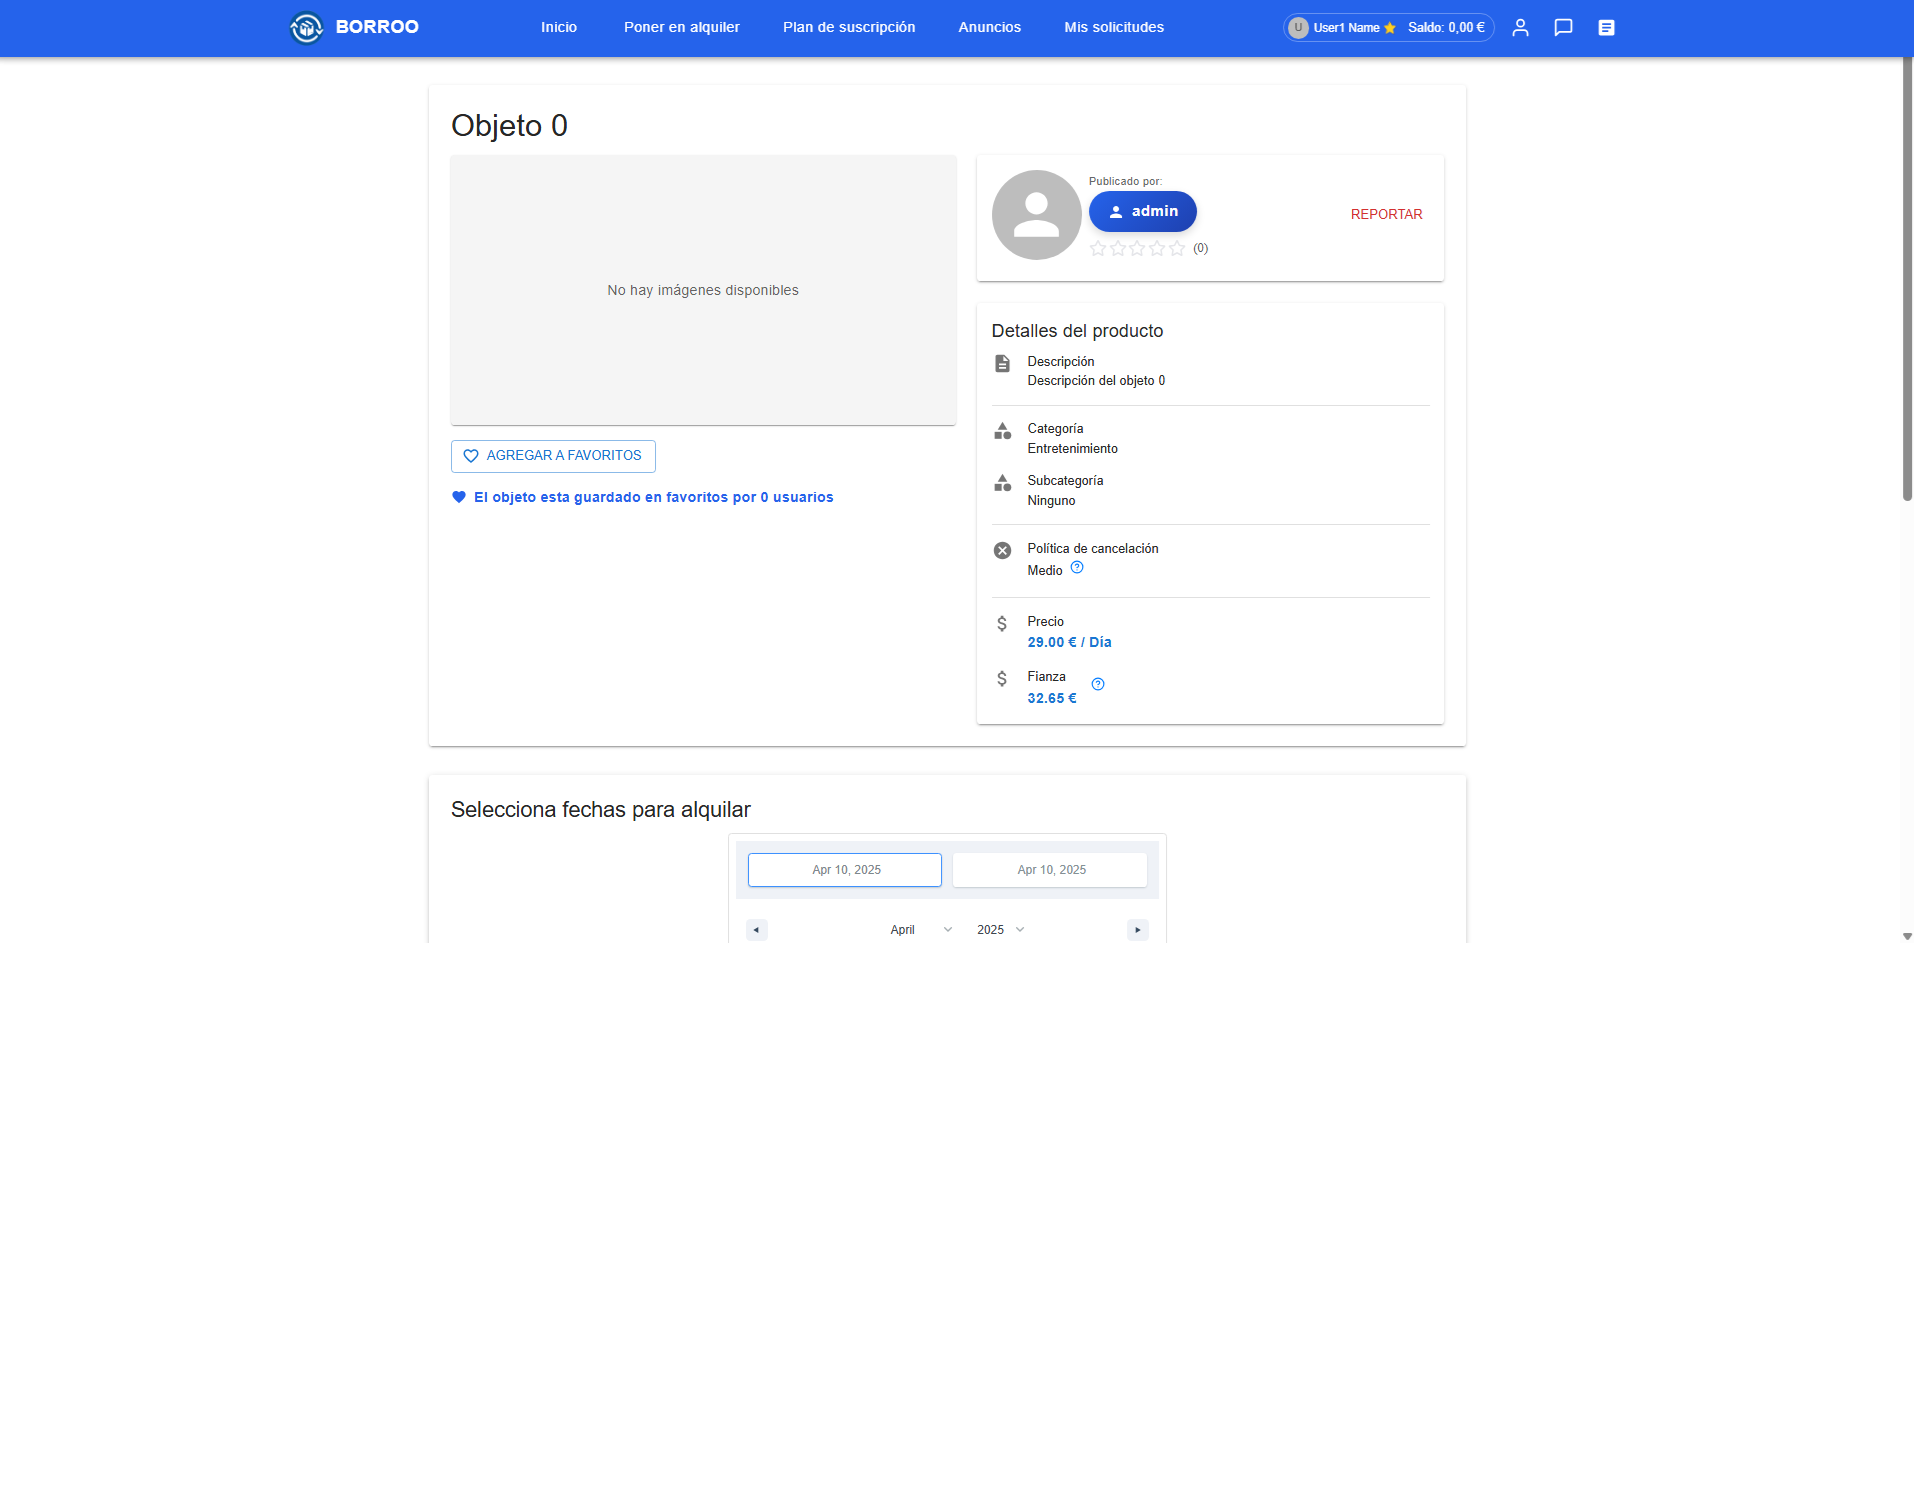 BORROO
Inicio
Poner en alquiler
Plan de suscripción
Anuncios
Mis solicitudes
U User1 Name Saldo: 0,00 €
Objeto 0
No hay imágenes disponibles
AGREGAR A FAVORITOS
El objeto esta guardado en favoritos por 0 usuarios
Publicado por:
admin
(0)
REPORTAR
Detalles del producto
Descripción
Descripción del objeto 0
Categoría
Entretenimiento
Subcategoría
Ninguno
Política de cancelación
Medio
Precio
29.00 € / Día
Fianza
32.65 €
Selecciona fechas para alquilar
Apr 10, 2025
Apr 10, 2025
April
2025